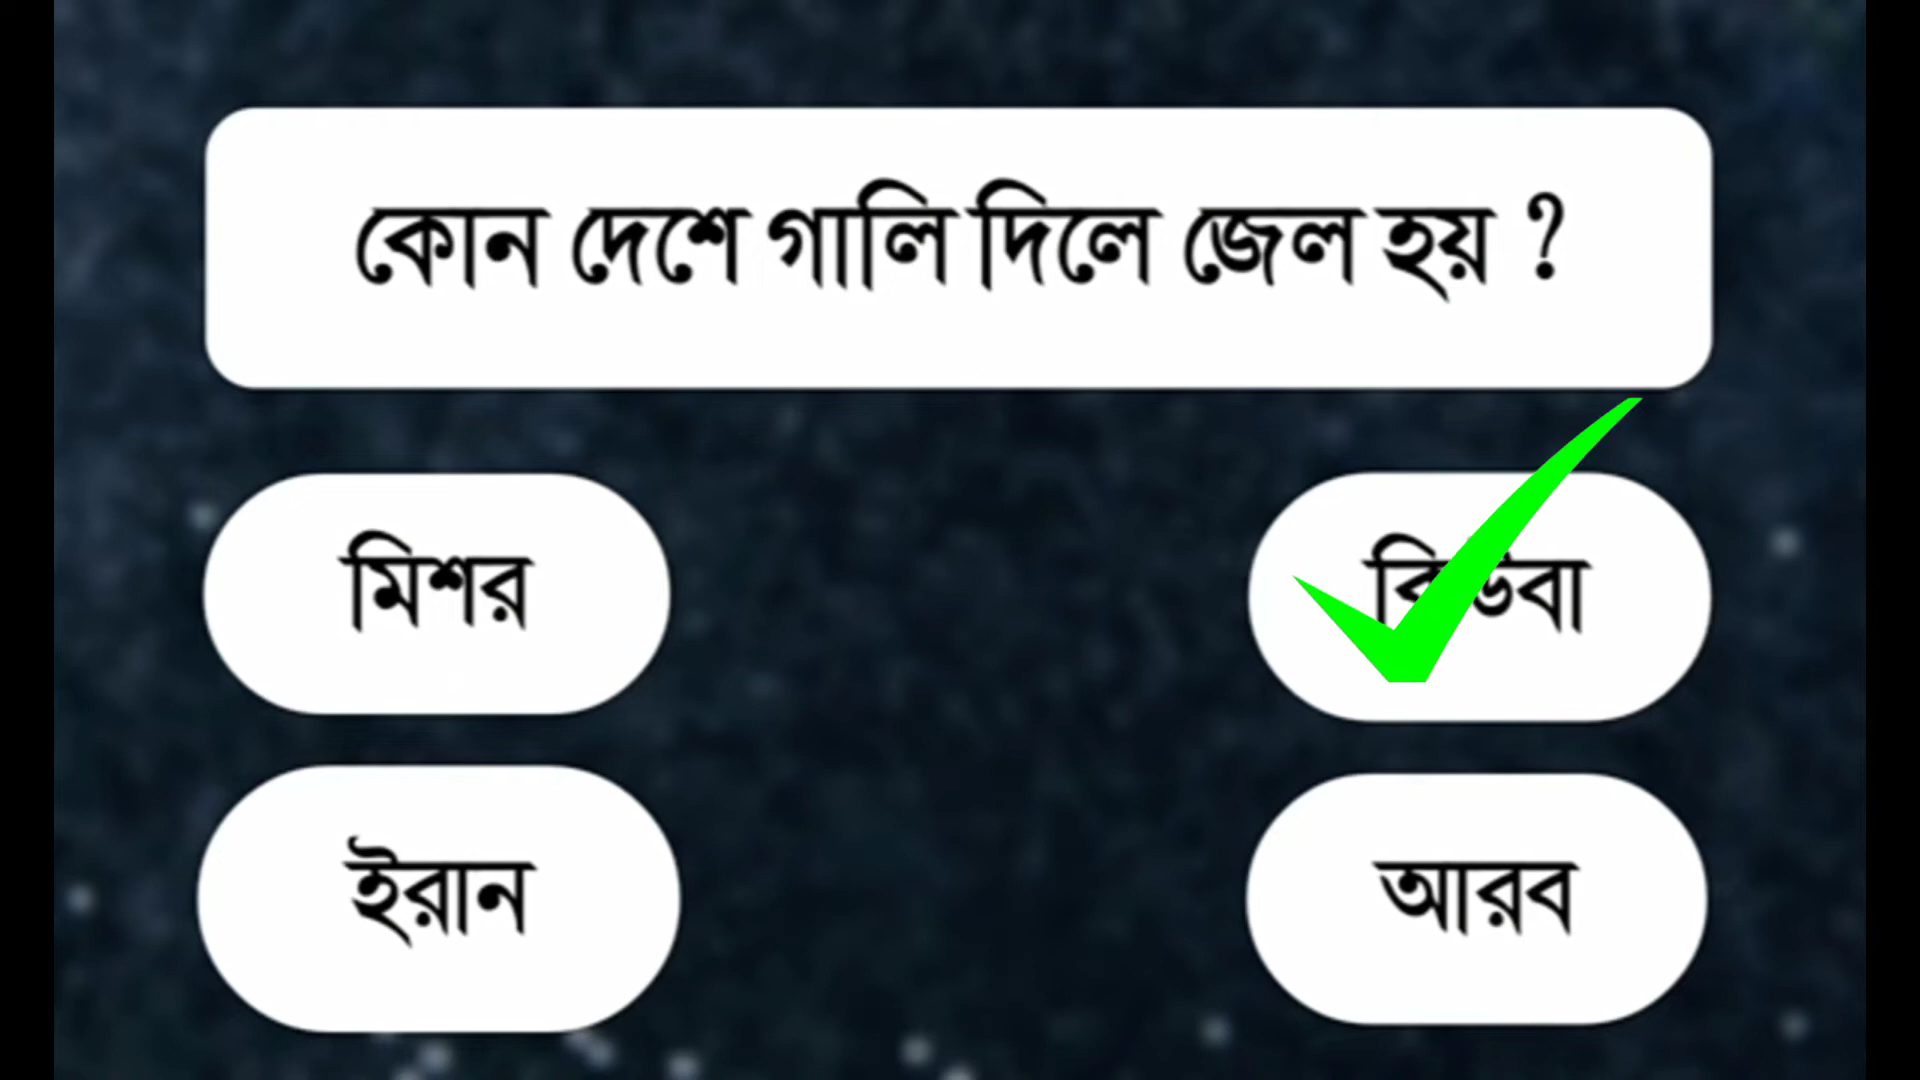 কোন দেশে গালি দিলে জেল হয় ?
মিশর
ইরান
আরব